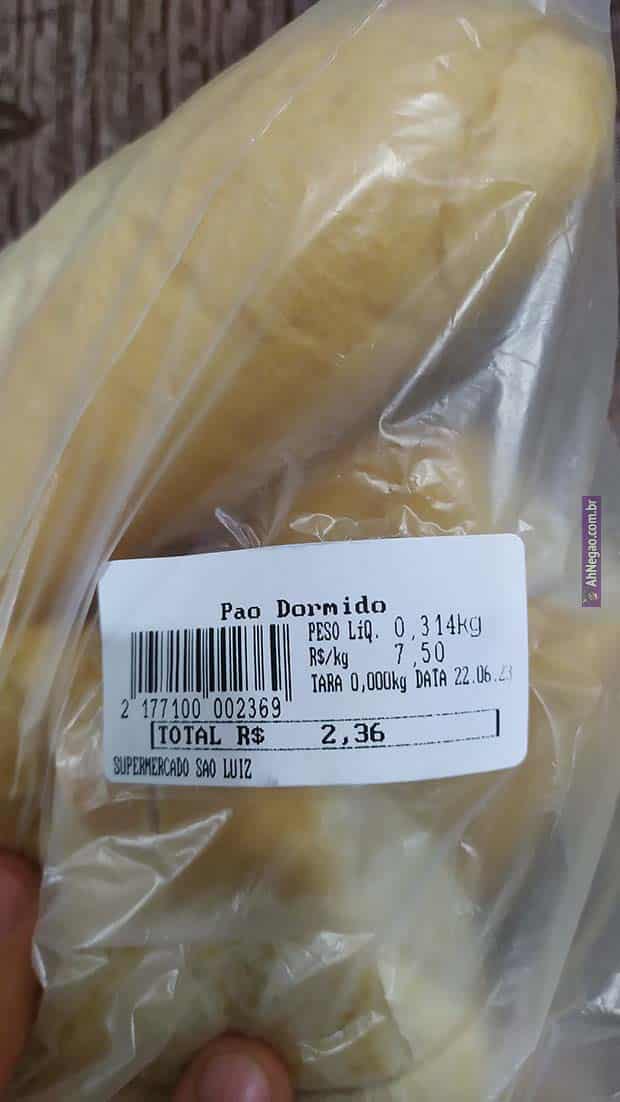 Pao Dormido
PESO LíQ. 0,314kg
R$/kg 7,50
TARA 0,000kg DATA 22.06.23
2 177100 002369
TOTAL R$ 2,36
SUPERMERCADO SAO LUIZ
AhNegao.com.br